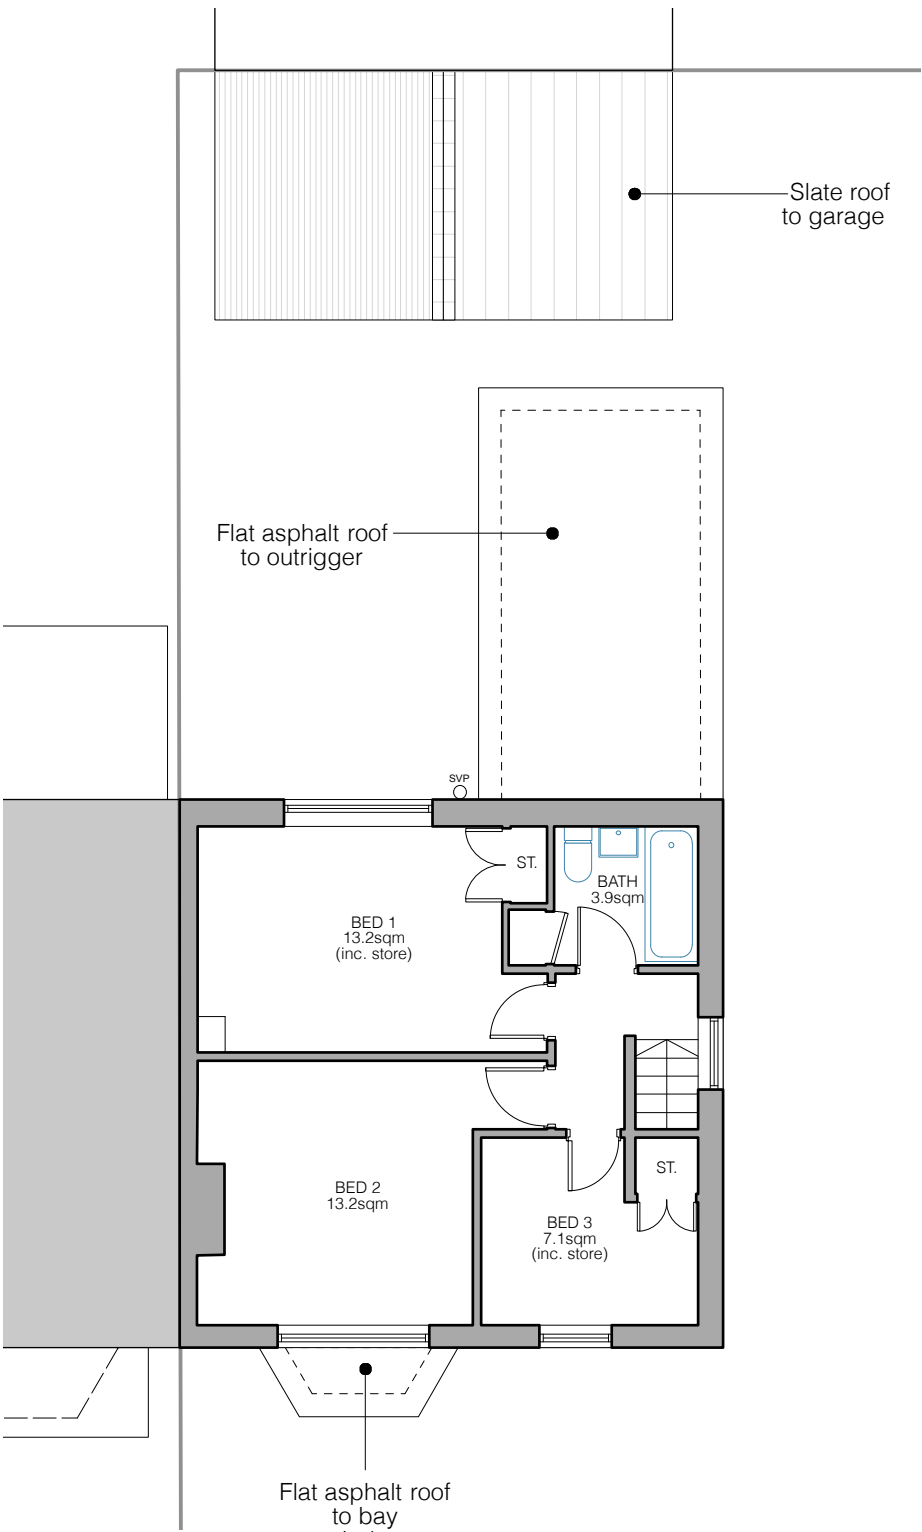 Slate roof
to garage
Flat asphalt roof
to outrigger
SVP
ST.
BATH
3.9sqm
BED 1
13.2sqm
(inc. store)
ST.
BED 2
13.2sqm
BED 3
7.1sqm
(inc. store)
Flat asphalt roof
to bay